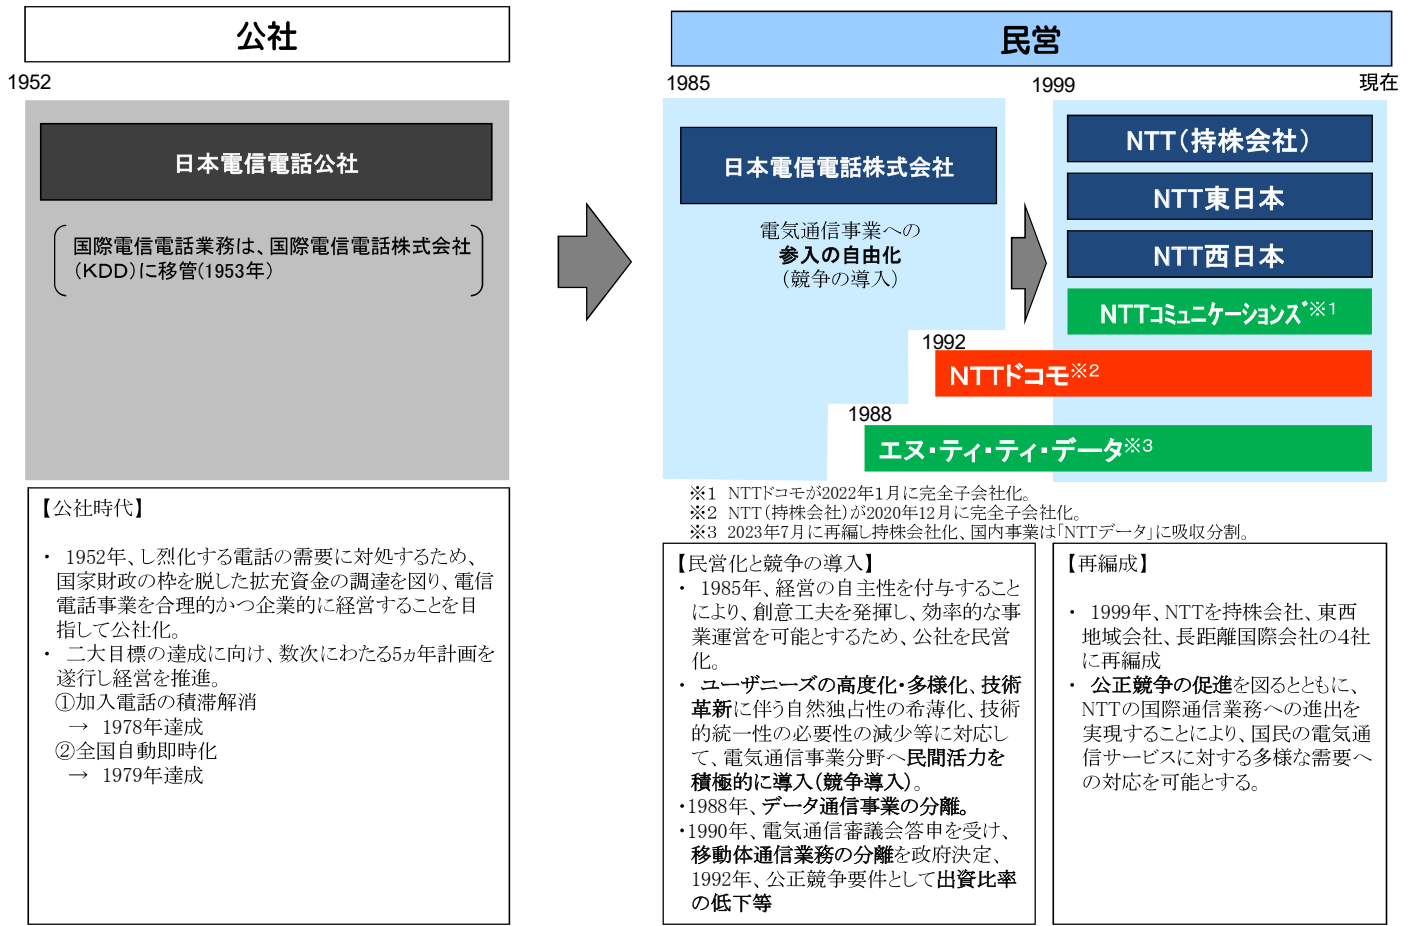 公社
民営
1952
1985
1999
現在
日本電信電話公社
国際電信電話業務は、国際電信電話株式会社
（KDD）に移管(1953年）
日本電信電話株式会社
電気通信事業への
参入の自由化
（競争の導入）
NTT（持株会社）
NTT東日本
NTT西日本
NTTコミュニケーションズ※1
1992
NTTドコモ※2
1988
エヌ・ティ・ティ・データ※3
※1 NTTドコモが2022年1月に完全子会社化。
※2 NTT（持株会社）が2020年12月に完全子会社化。
※3 2023年7月に再編し持株会社化、国内事業は「NTTデータ」に吸収分割。
【公社時代】
・ 1952年、し烈化する電話の需要に対処するため、
国家財政の枠を脱した拡充資金の調達を図り、電信
電話事業を合理的かつ企業的に経営することを目
指して公社化。
・ 二大目標の達成に向け、数次にわたる5ヵ年計画を
遂行し経営を推進。
①加入電話の積滞解消
→ 1978年達成
②全国自動即時化
→ 1979年達成
【民営化と競争の導入】
・ 1985年、経営の自主性を付与すること
により、創意工夫を発揮し、効率的な事
業運営を可能とするため、公社を民営
化。
・ ユーザニーズの高度化・多様化、技術
革新に伴う自然独占性の希薄化、技術
的統一性の必要性の減少等に対応し
て、電気通信事業分野へ民間活力を
積極的に導入（競争導入）。
・1988年、データ通信事業の分離。
・1990年、電気通信審議会答申を受け、
移動体通信業務の分離を政府決定、
1992年、公正競争要件として出資比率
の低下等
【再編成】
・ 1999年、NTTを持株会社、東西
地域会社、長距離国際会社の4社
に再編成
・ 公正競争の促進を図るとともに、
NTTの国際通信業務への進出を
実現することにより、国民の電気通
信サービスに対する多様な需要へ
の対応を可能とする。